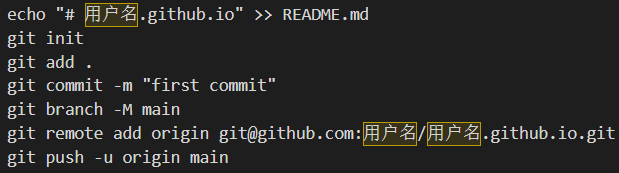 echo "# 用户名.github.io" >> README.md
git init
git add .
git commit -m "first commit"
git branch -M main
git remote add origin git@github.com:用户名/用户名.github.io.git
git push -u origin main